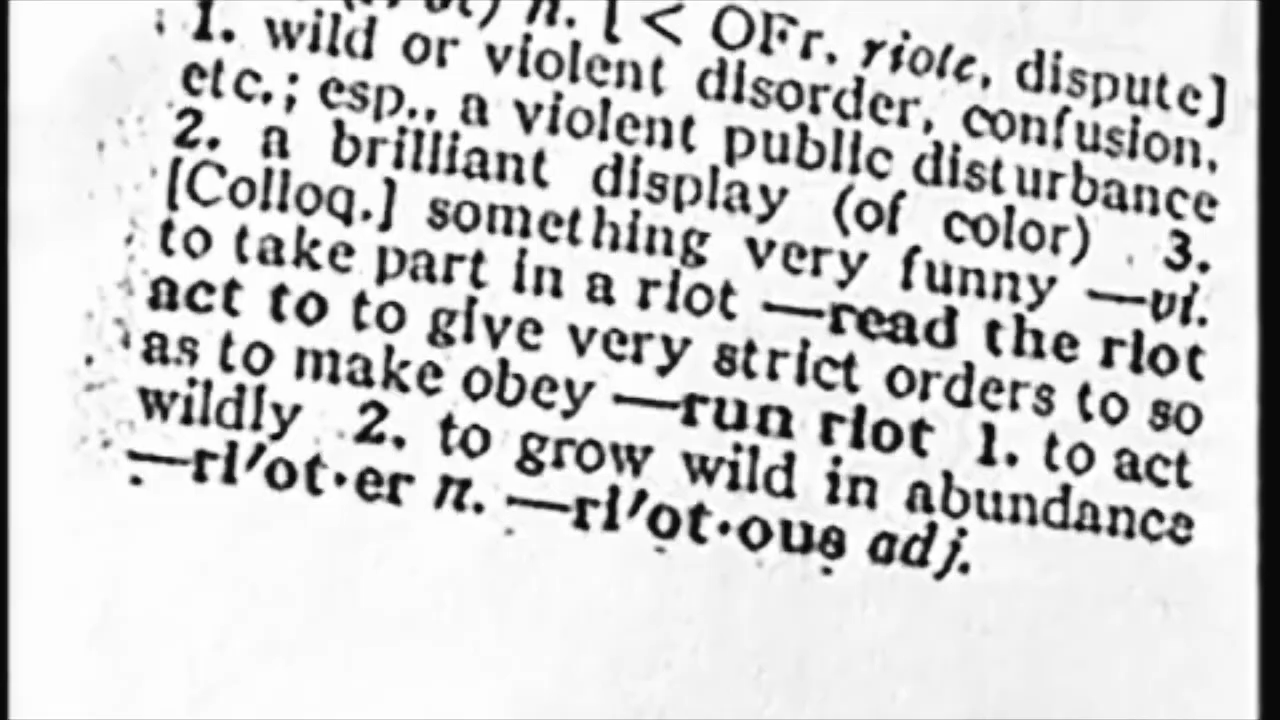 n. [< OFr. riote, dispute]
1. wild or violent disorder, confusion,
etc.; esp., a violent public disturbance
2. a brilliant display (of color) 3.
[Colloq.] something very funny —vi.
to take part in a riot —read the riot
act to to give very strict orders to so
as to make obey —run riot 1. to act
wildly 2. to grow wild in abundance
—ri′ot·er n. —ri′ot·ous adj.